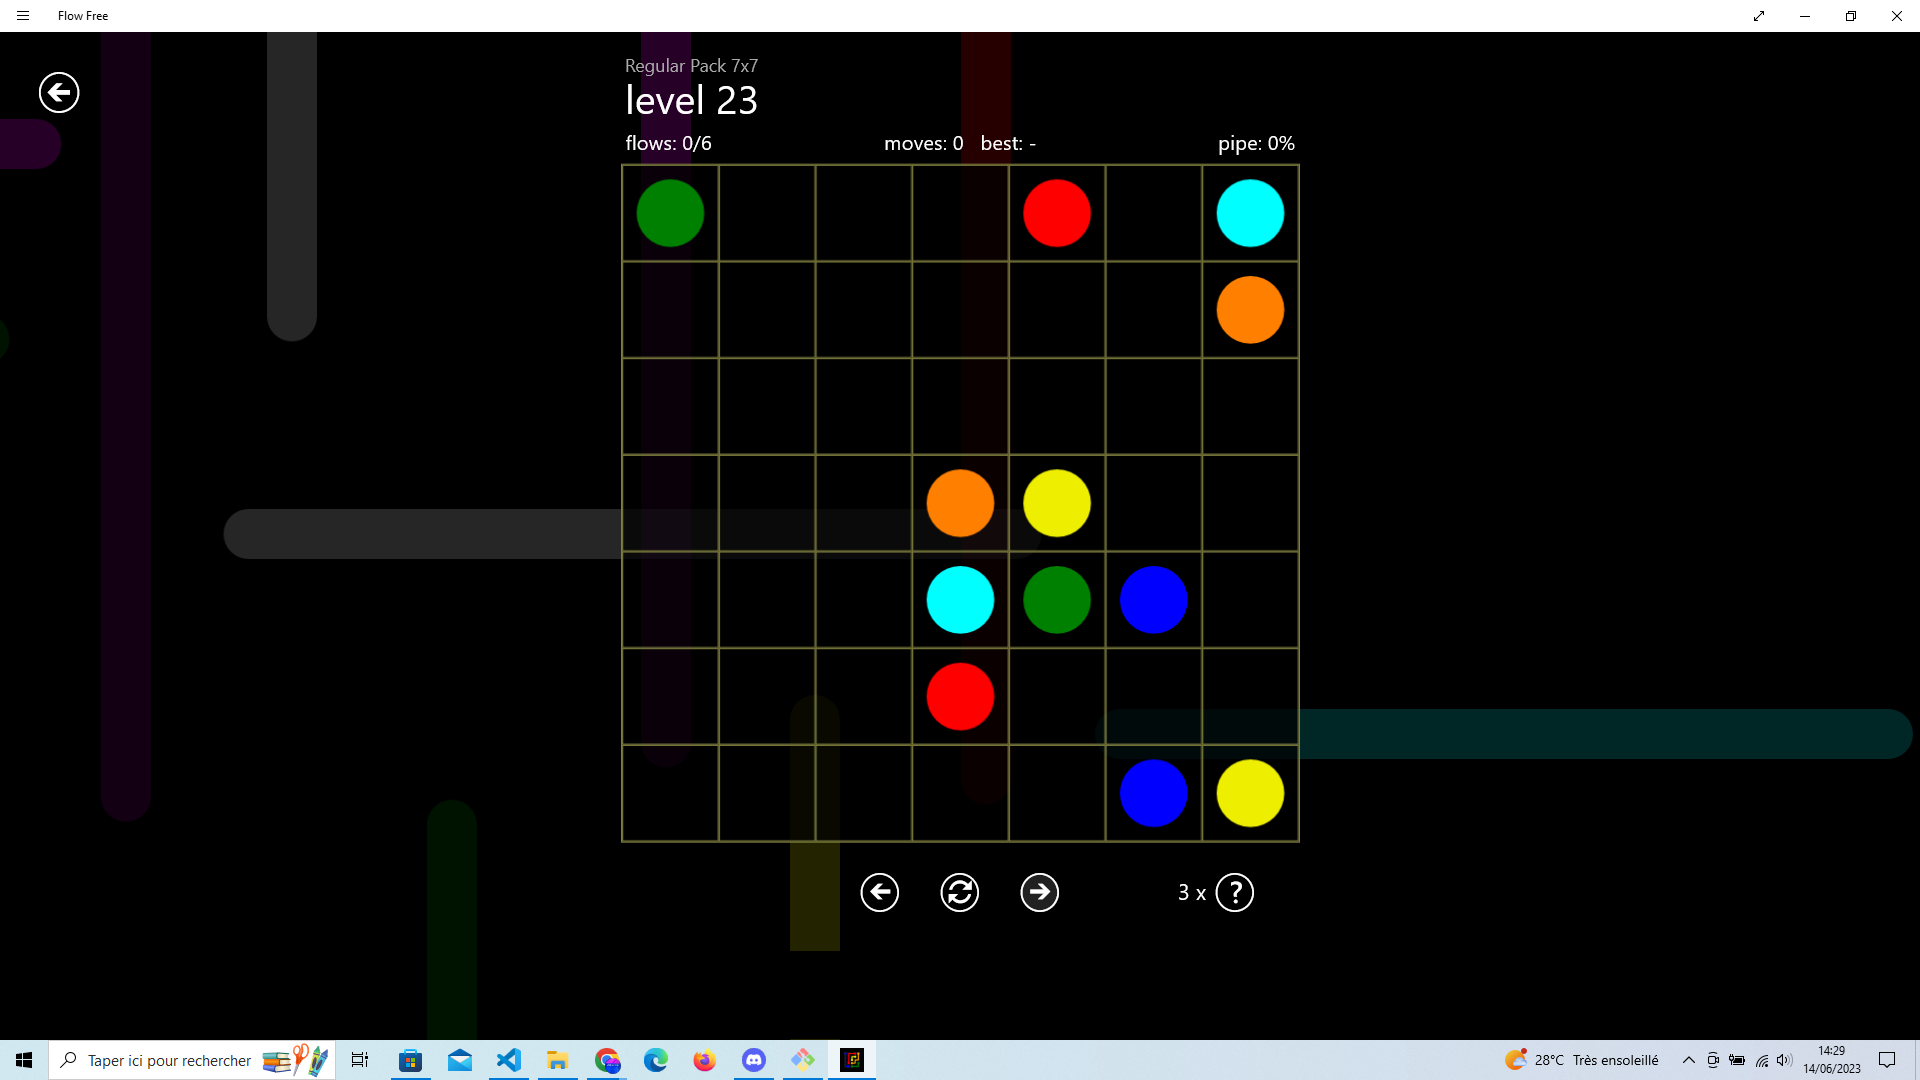 Flow Free
Regular Pack 7x7
level 23
flows: 0/6 moves: 0 best: - pipe: 0%
3 x ?
Taper ici pour rechercher
28°C Très ensoleillé
14:29
14/06/2023